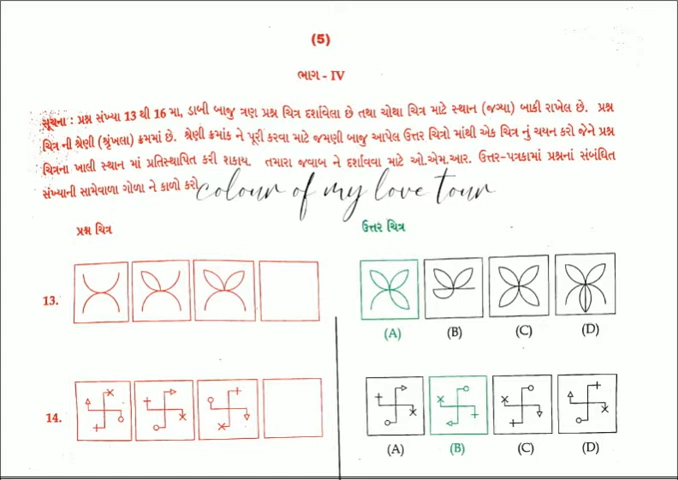 (5)
ભાગ - IV
સૂચના : પ્રશ્ન સંખ્યા 13 થી 16 મા, ડાબી બાજુ ત્રણ પ્રશ્ન ચિત્ર દર્શાવેલા છે તથા ચોથા ચિત્ર માટે સ્થાન (જગ્યા) બાકી રાખેલ છે. પ્રશ્ન
ચિત્ર ની શ્રેણી (શ્રૃંખલા) ક્રમમાં છે. શ્રેણી ક્રમાંક ને પૂરી કરવા માટે જમણી બાજુ આપેલ ઉત્તર ચિત્રો માંથી એક ચિત્ર નું ચયન કરો જેને પ્રશ્ન
ચિત્રના ખાલી સ્થાન માં પ્રતિસ્થાપિત કરી શકાય. તમારા જવાબ ને દર્શાવવા માટે ઓ.એમ.આર. ઉત્તર-પત્રકામાં પ્રશ્નનાં સંબંધિત
સંખ્યાની સામેવાળા ગોળા ને કાળો કરો
colour of my love tour
પ્રશ્ન ચિત્ર ઉત્તર ચિત્ર
13.
(A) (B) (C) (D)
14.
(A) (B) (C) (D)